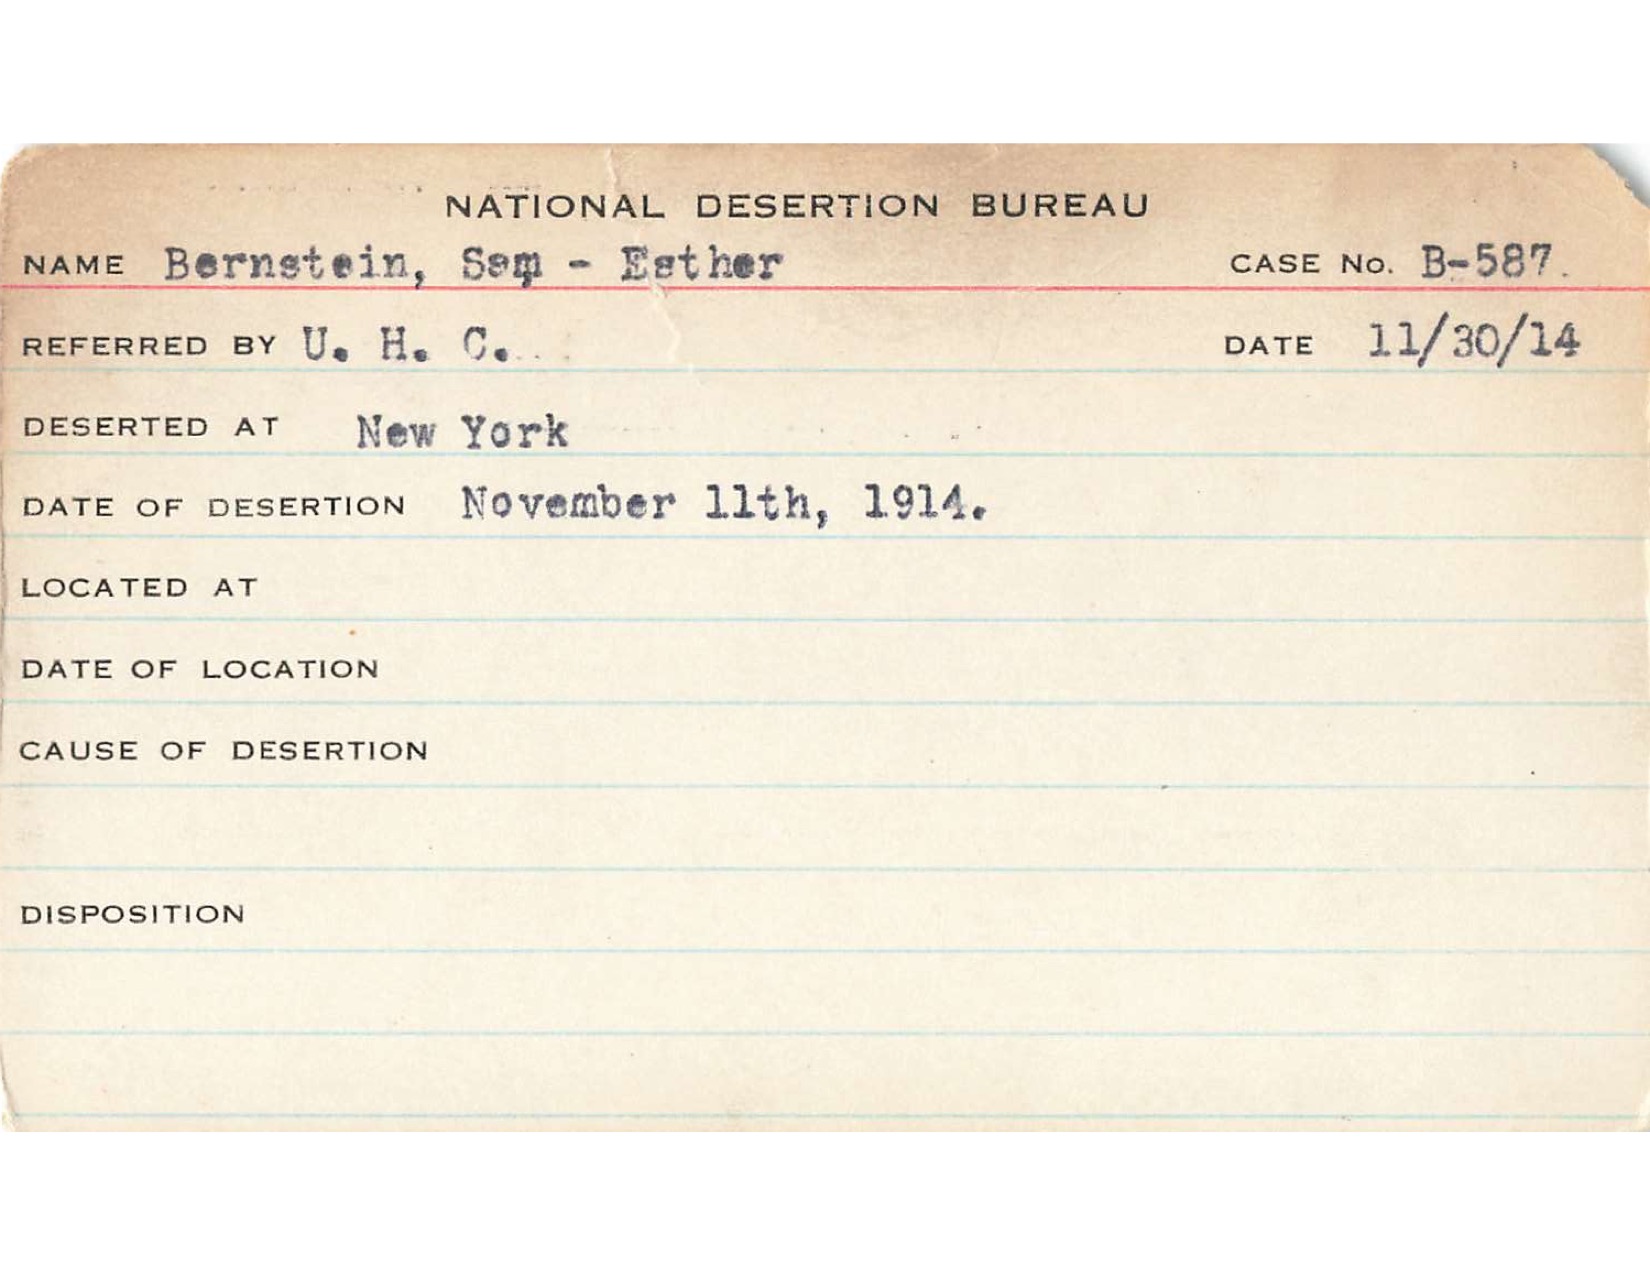 NATIONAL DESERTION BUREAU
NAME Bernstein, Sam - Esther CASE No. B-587.
REFERRED BY U. H. C. DATE 11/30/14
DESERTED AT New York
DATE OF DESERTION November 11th, 1914.
LOCATED AT
DATE OF LOCATION
CAUSE OF DESERTION
DISPOSITION